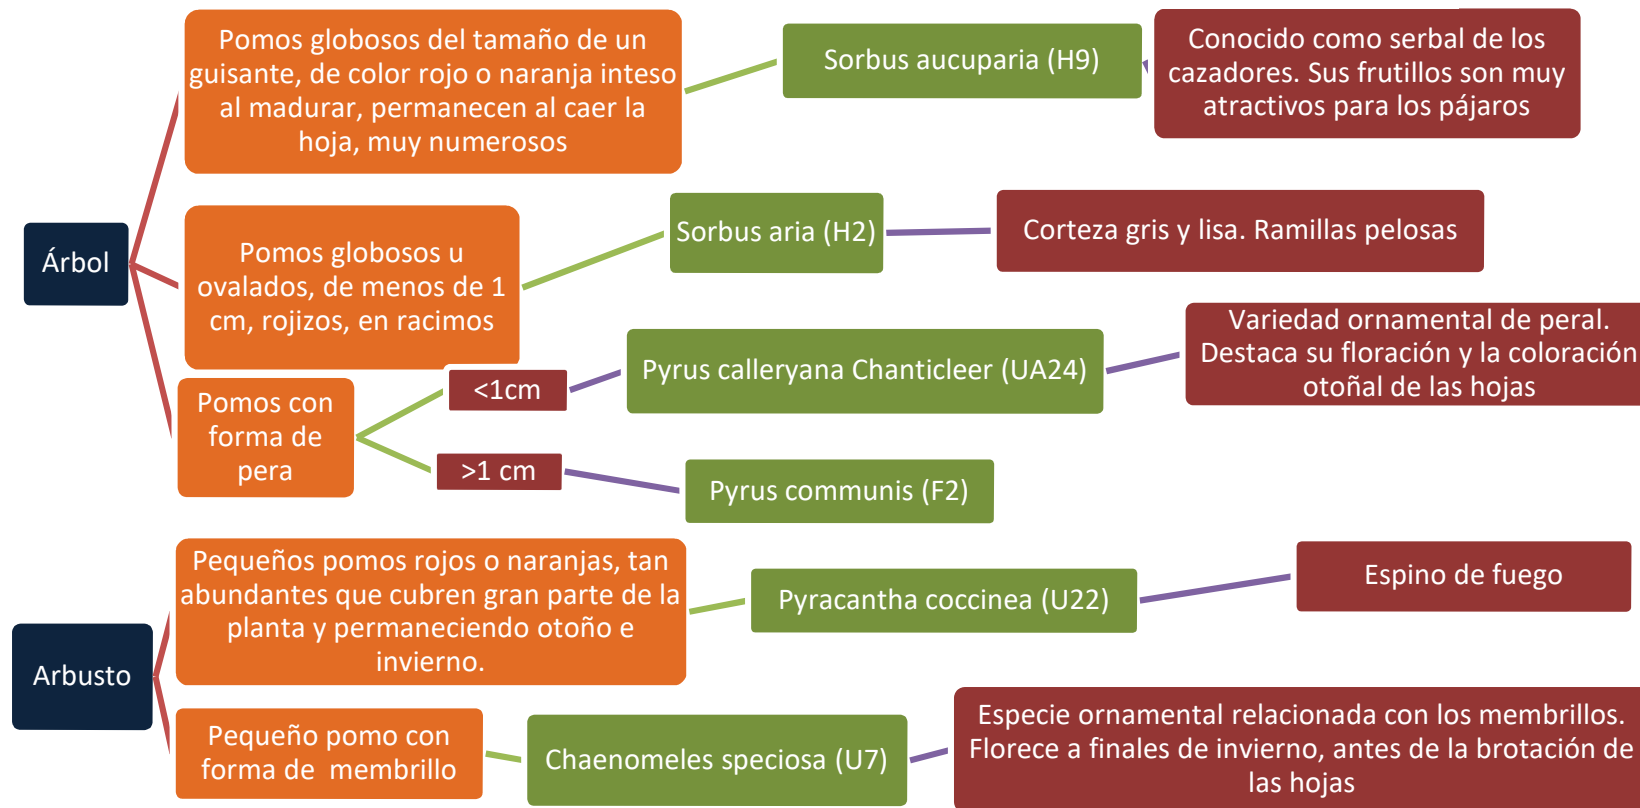 Árbol
Pomos globosos del tamaño de un
guisante, de color rojo o naranja inteso
al madurar, permanecen al caer la
hoja, muy numerosos
Sorbus aucuparia (H9)
Conocido como serbal de los
cazadores. Sus frutillos son muy
atractivos para los pájaros
Pomos globosos u
ovalados, de menos de 1
cm, rojizos, en racimos
Sorbus aria (H2)
Corteza gris y lisa. Ramillas pelosas
Pomos con
forma de
pera
<1cm
Pyrus calleryana Chanticleer (UA24)
Variedad ornamental de peral.
Destaca su floración y la coloración
otoñal de las hojas
>1 cm
Pyrus communis (F2)
Arbusto
Pequeños pomos rojos o naranjas, tan
abundantes que cubren gran parte de la
planta y permaneciendo otoño e
invierno.
Pyracantha coccinea (U22)
Espino de fuego
Pequeño pomo con
forma de  membrillo
Chaenomeles speciosa (U7)
Especie ornamental relacionada con los membrillos.
Florece a finales de invierno, antes de la brotación de
las hojas